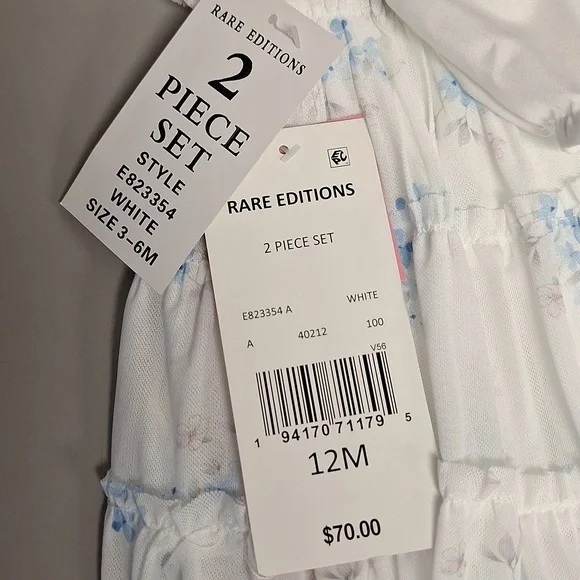 RARE EDITIONS
2
PIECE
SET
STYLE
E823354
WHITE
SIZE 3-6M
RARE EDITIONS
2 PIECE SET
E823354 A WHITE
A 40212 100
V56
1 94170 71179 5
12M
$70.00